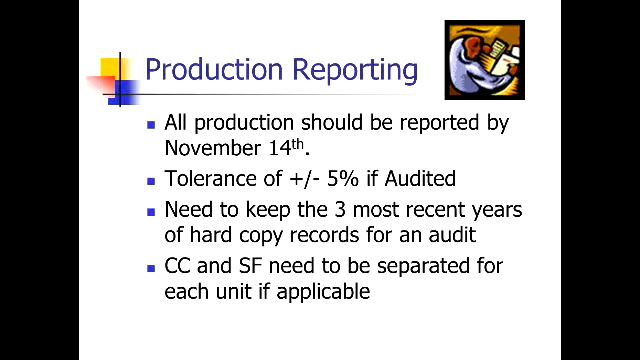 Production Reporting
All production should be reported by
November 14th.
Tolerance of +/- 5% if Audited
Need to keep the 3 most recent years
of hard copy records for an audit
CC and SF need to be separated for
each unit if applicable